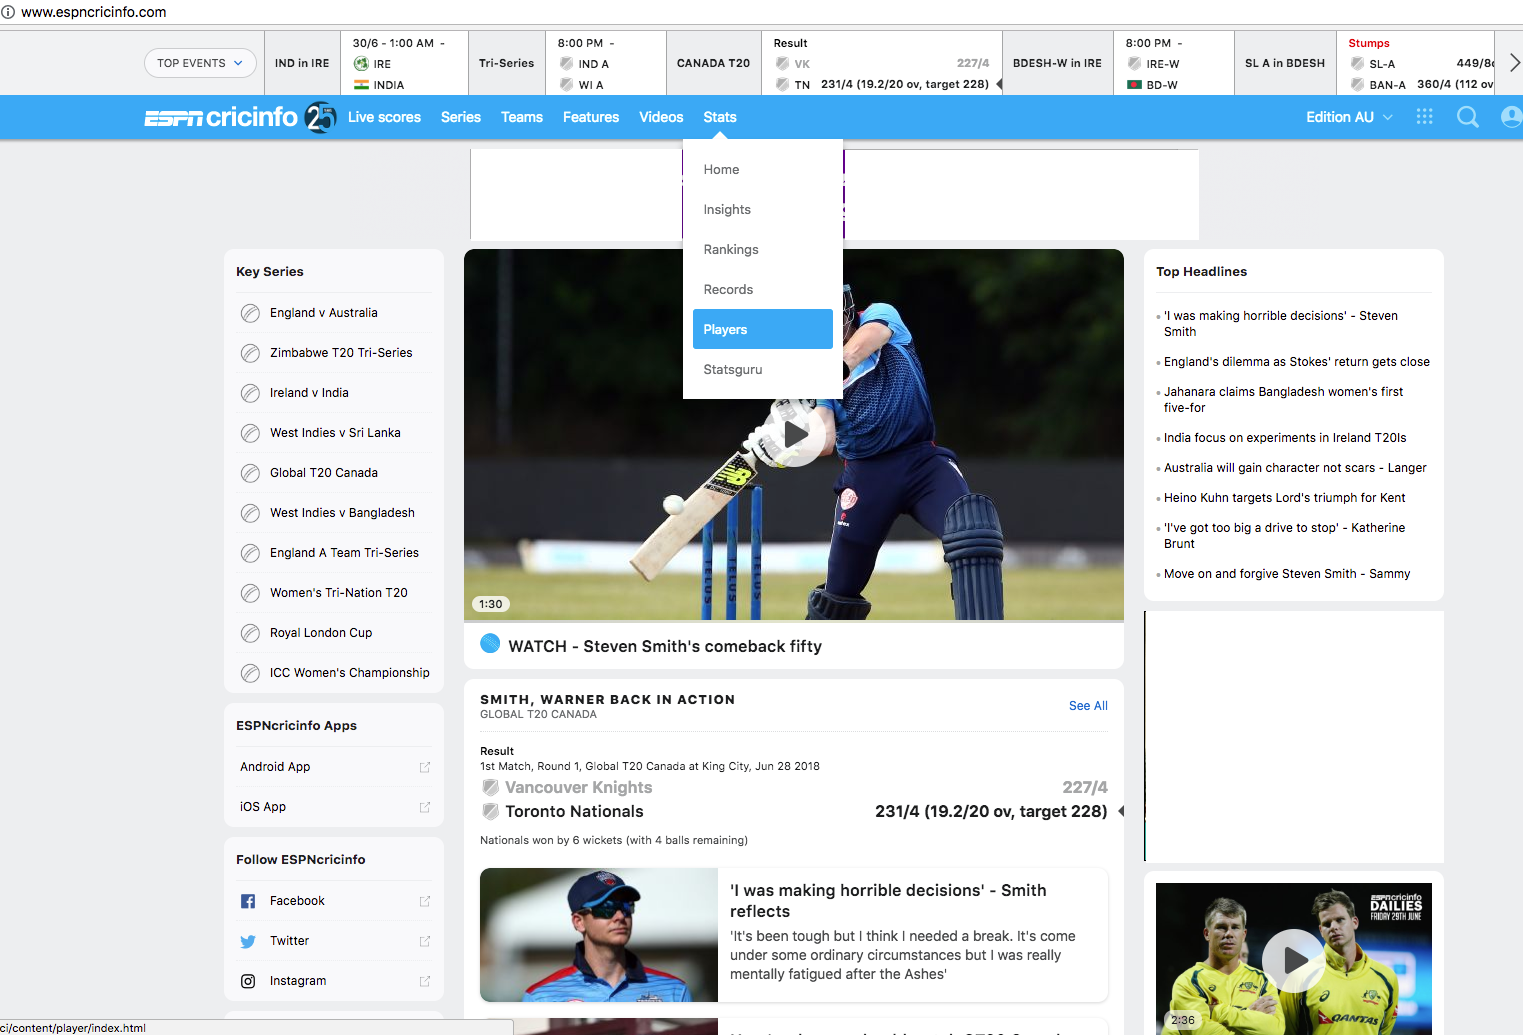 www.espncricinfo.com
TOP EVENTS
IND in IRE
30/6 - 1:00 AM -
IRE
INDIA
Tri-Series
8:00 PM -
IND A
WI A
CANADA T20
Result
VK 227/4
TN 231/4 (19.2/20 ov, target 228)
BDESH-W in IRE
8:00 PM -
IRE-W
BD-W
SL A in BDESH
Stumps
SL-A 449/8
BAN-A 360/4 (112 ov
ESPN cricinfo 25 Live scores Series Teams Features Videos Stats Edition AU
Home
Insights
Rankings
Records
Players
Statsguru
Key Series
England v Australia
Zimbabwe T20 Tri-Series
Ireland v India
West Indies v Sri Lanka
Global T20 Canada
West Indies v Bangladesh
England A Team Tri-Series
Women's Tri-Nation T20
Royal London Cup
ICC Women's Championship
ESPNcricinfo Apps
Android App
iOS App
Follow ESPNcricinfo
Facebook
Twitter
Instagram
TELUS
TELUS
TELUS
1:30
WATCH - Steven Smith's comeback fifty
SMITH, WARNER BACK IN ACTION
GLOBAL T20 CANADA
See All
Result
1st Match, Round 1, Global T20 Canada at King City, Jun 28 2018
Vancouver Knights 227/4
Toronto Nationals 231/4 (19.2/20 ov, target 228)
Nationals won by 6 wickets (with 4 balls remaining)
'I was making horrible decisions' - Smith
reflects
'It's been tough but I think I needed a break. It's come
under some ordinary circumstances but I was really
mentally fatigued after the Ashes'
Top Headlines
'I was making horrible decisions' - Steven
Smith
England's dilemma as Stokes' return gets close
Jahanara claims Bangladesh women's first
five-for
India focus on experiments in Ireland T20Is
Australia will gain character not scars - Langer
Heino Kuhn targets Lord's triumph for Kent
'I've got too big a drive to stop' - Katherine
Brunt
Move on and forgive Steven Smith - Sammy
ESPNcricinfo
DAILIES
FRIDAY 29TH JUNE
QANTAS
2:36
ci/content/player/index.html